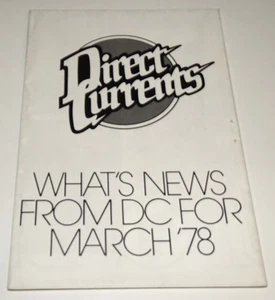 Direct
Currents
WHAT'S NEWS
FROM DC FOR
MARCH '78